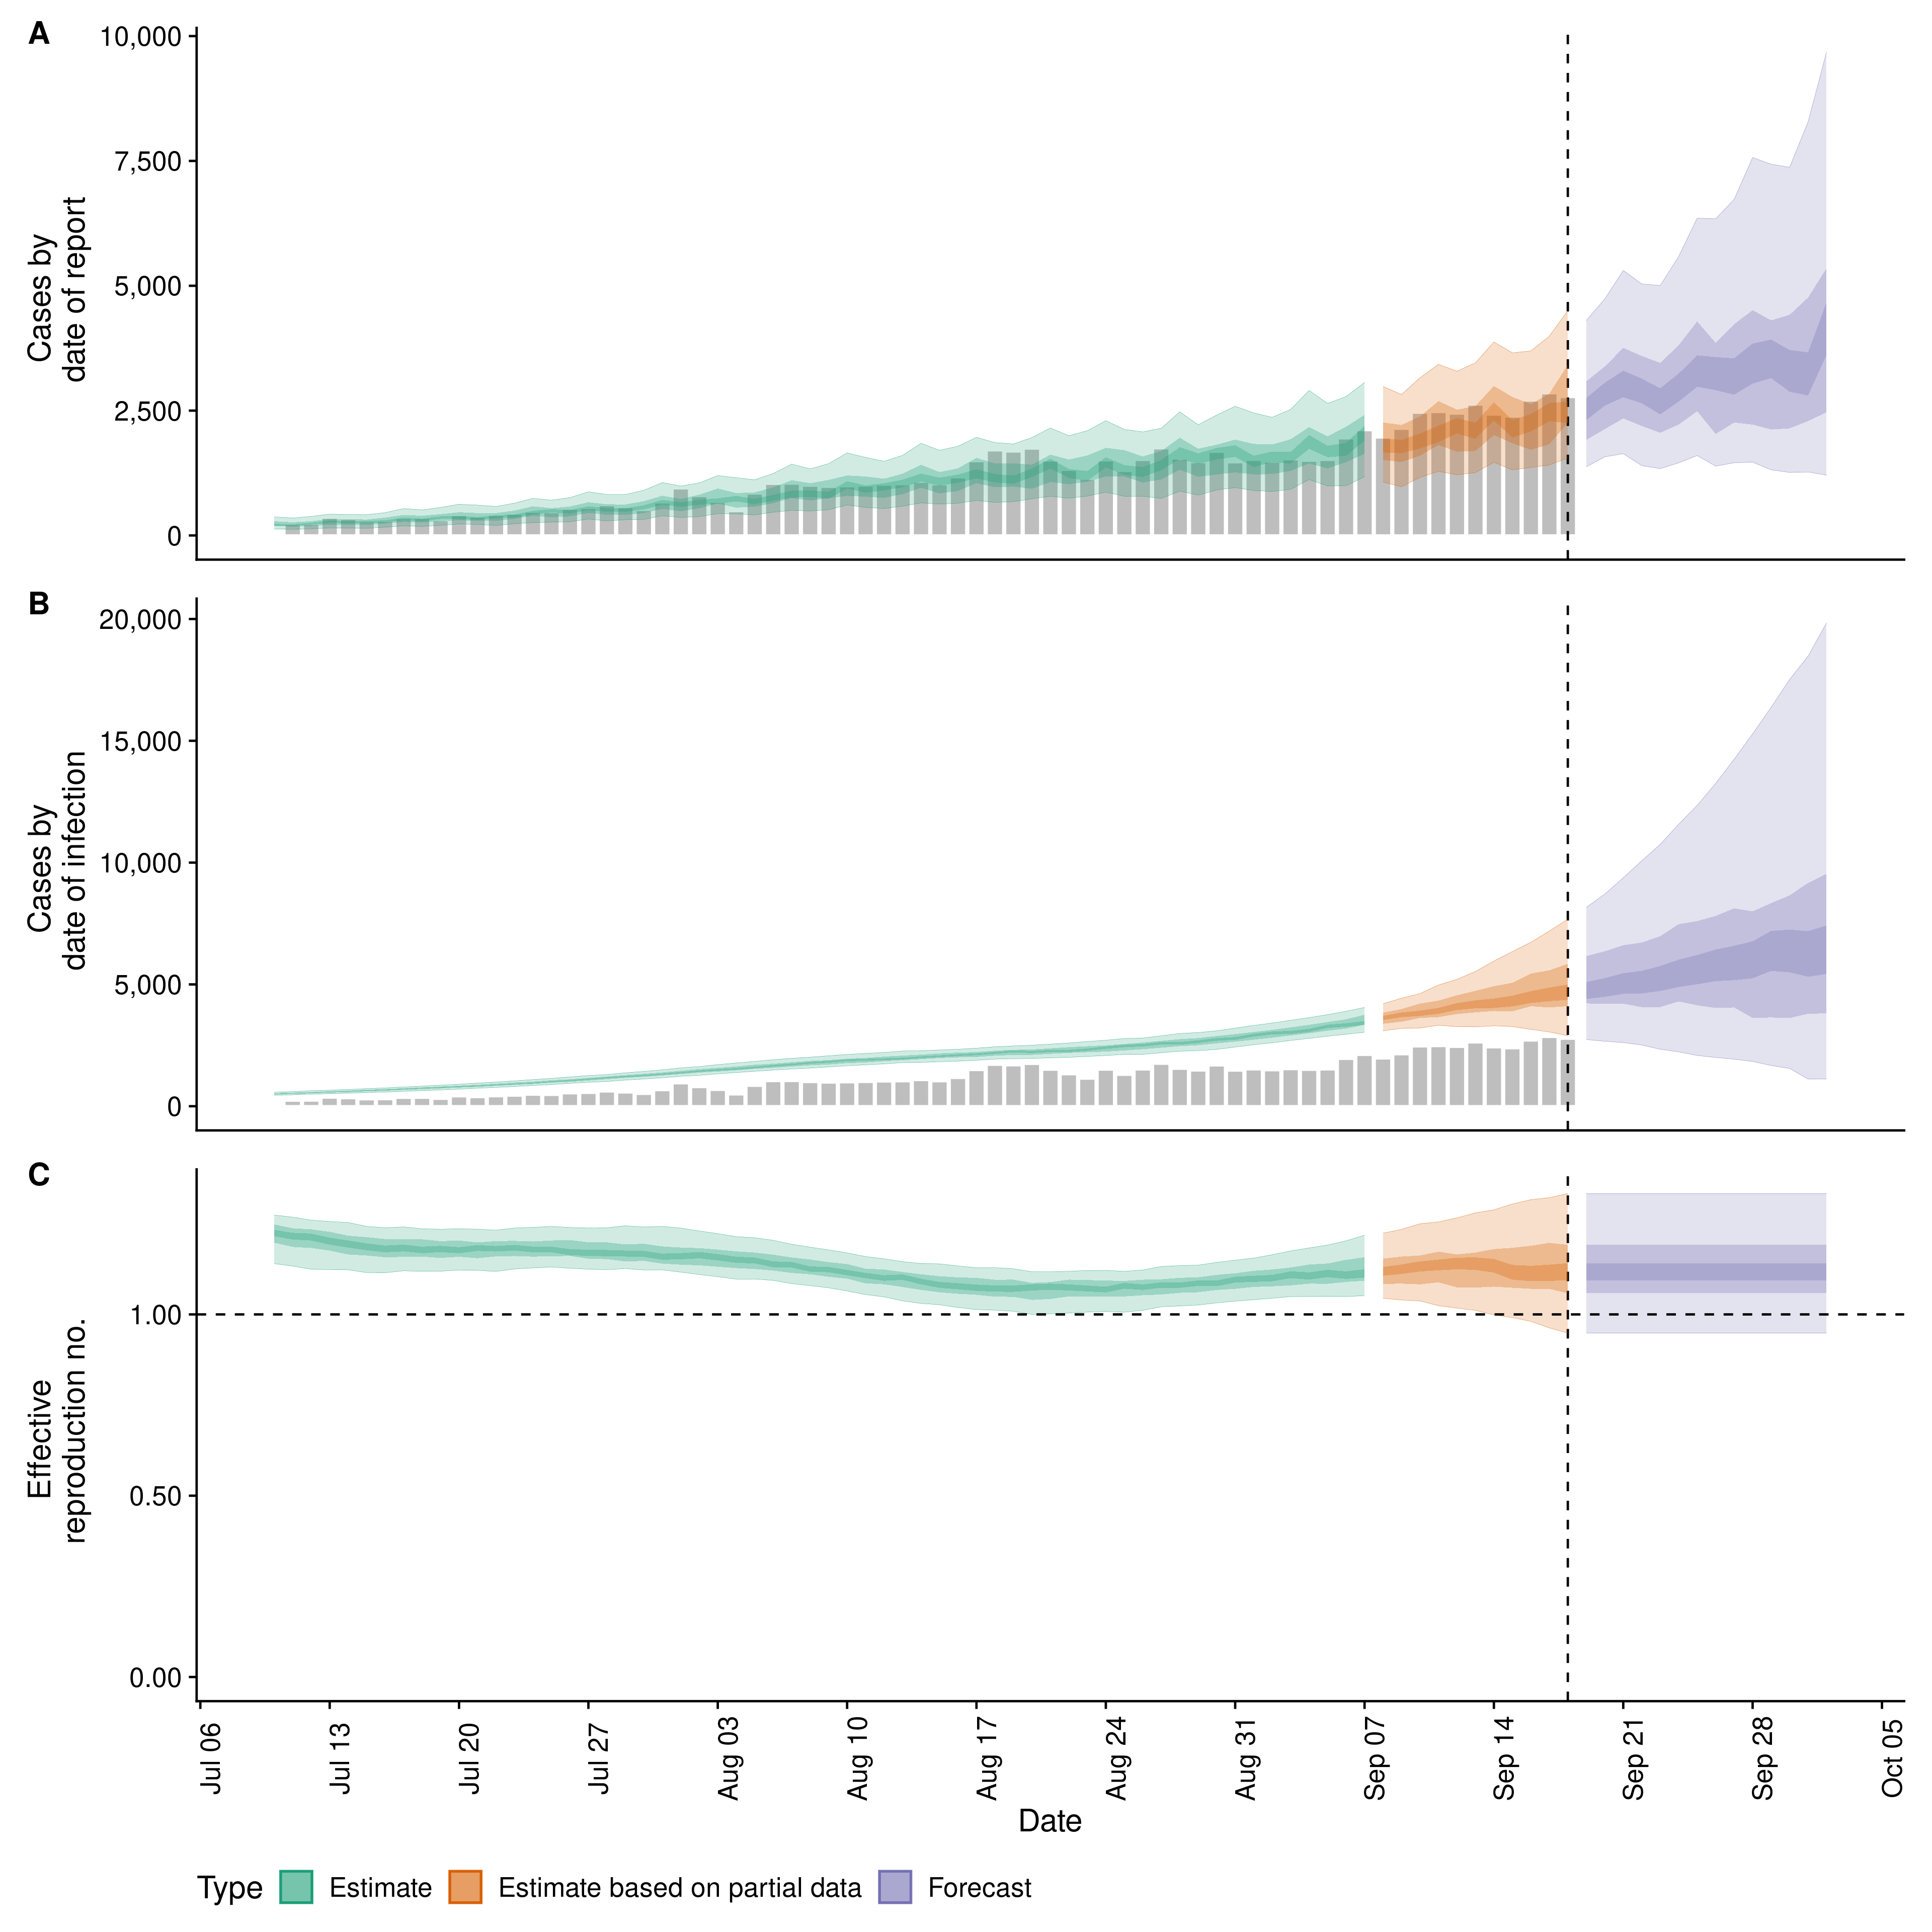 A
10,000
7,500
5,000
2,500
0
Cases by
date of report
B
20,000
15,000
10,000
5,000
0
Cases by
date of infection
C
1.00
0.50
0.00
Effective
reproduction no.
Jul 06
Jul 13
Jul 20
Jul 27
Aug 03
Aug 10
Aug 17
Aug 24
Aug 31
Sep 07
Sep 14
Sep 21
Sep 28
Oct 05
Date
Type Estimate Estimate based on partial data Forecast